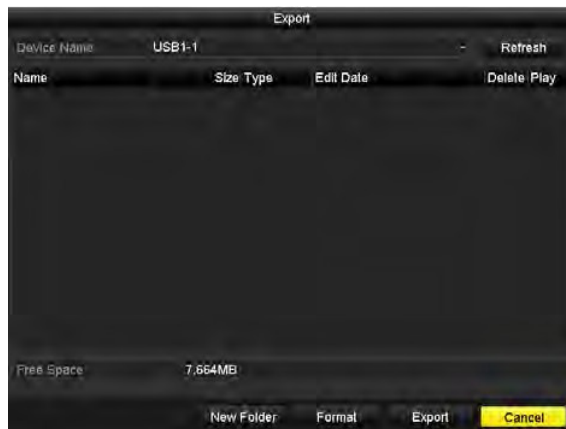 Export
Device Name USB1-1 - Refresh
Name Size Type Edit Date Delete Play
Free Space 7,664MB
New Folder Format Export Cancel